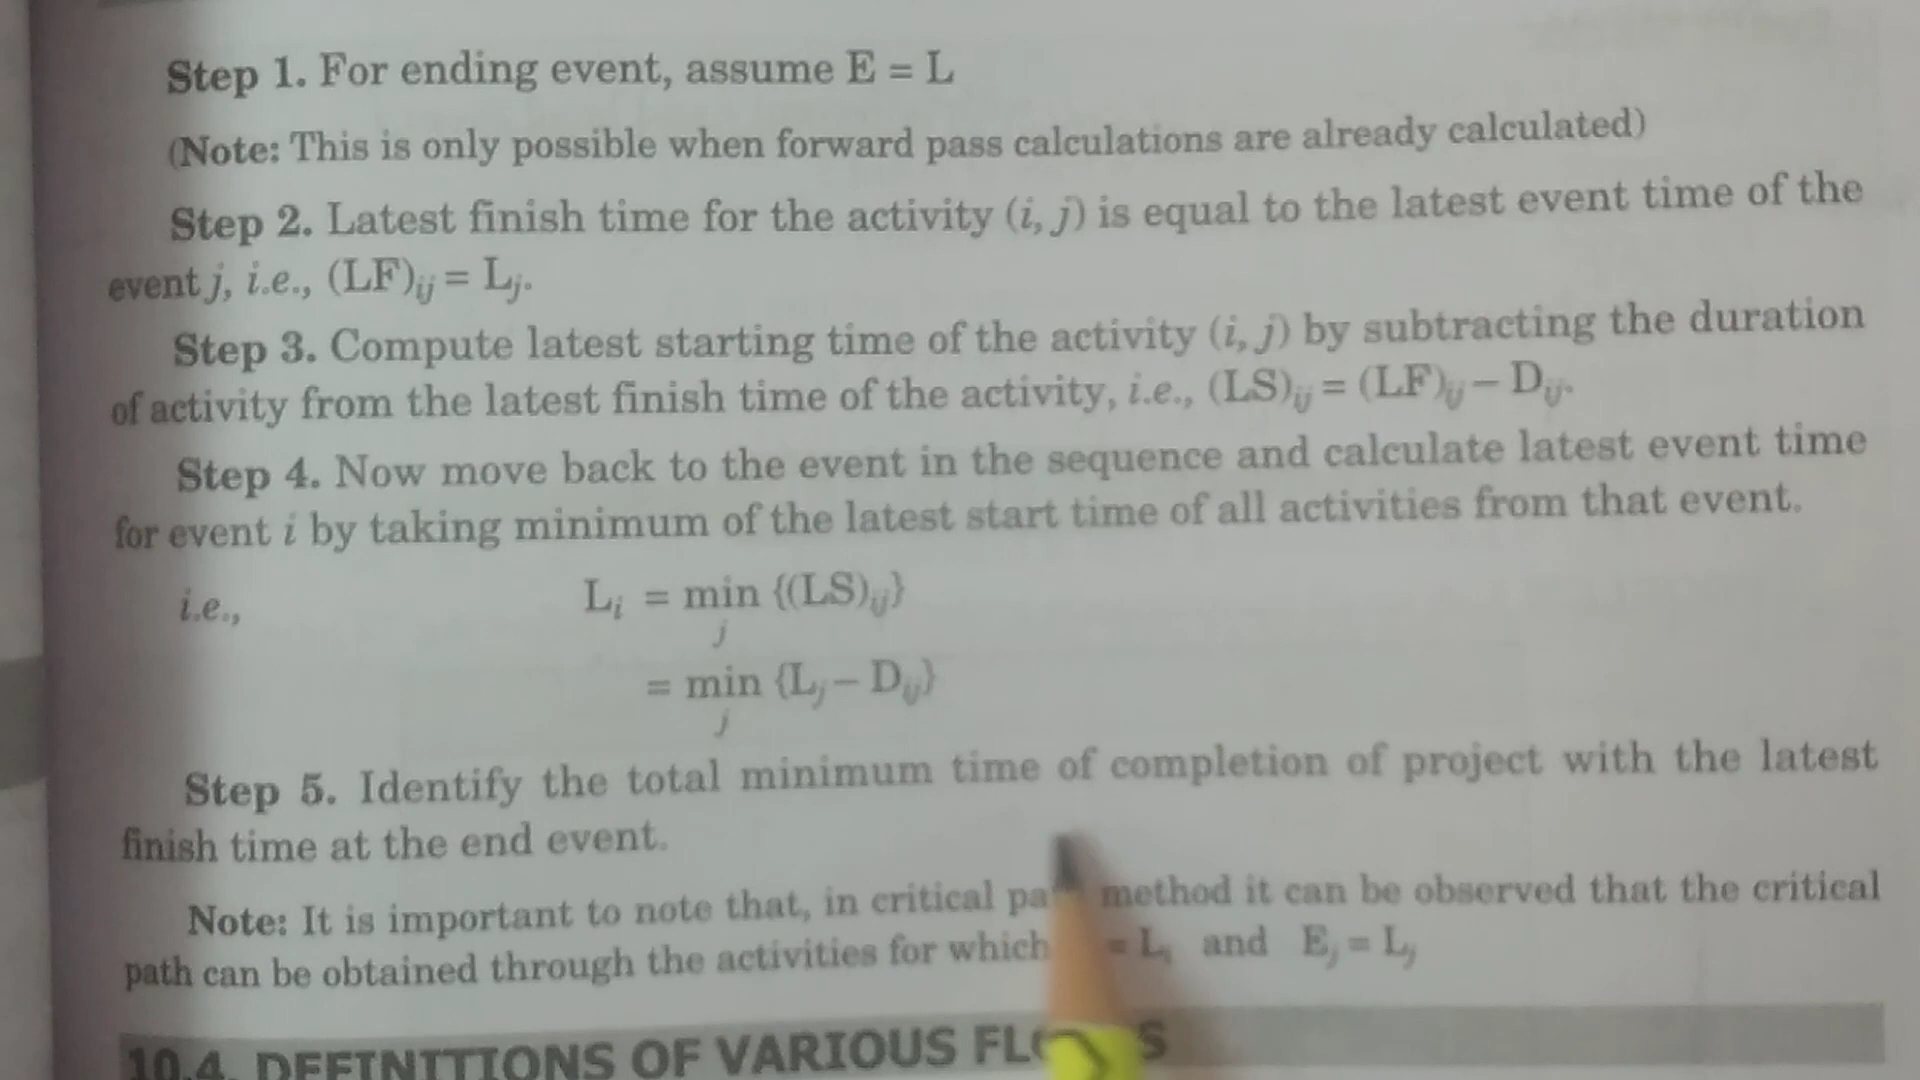 Step 1. For ending event, assume E = L
(Note: This is only possible when forward pass calculations are already calculated)
Step 2. Latest finish time for the activity (i, j) is equal to the latest event time of the
event j, i.e., (LF)ij = Lj.
Step 3. Compute latest starting time of the activity (i, j) by subtracting the duration
of activity from the latest finish time of the activity, i.e., (LS)ij = (LF)ij – Dij.
Step 4. Now move back to the event in the sequence and calculate latest event time
for event i by taking minimum of the latest start time of all activities from that event.
i.e., Li = min {(LS)ij}
j
= min {Lj – Dij}
j
Step 5. Identify the total minimum time of completion of project with the latest
finish time at the end event.
Note: It is important to note that, in critical method it can be observed that the critical
path can be obtained through the activities for which = Li and Ej = Lj
10.4. DEFINITIONS OF VARIOUS